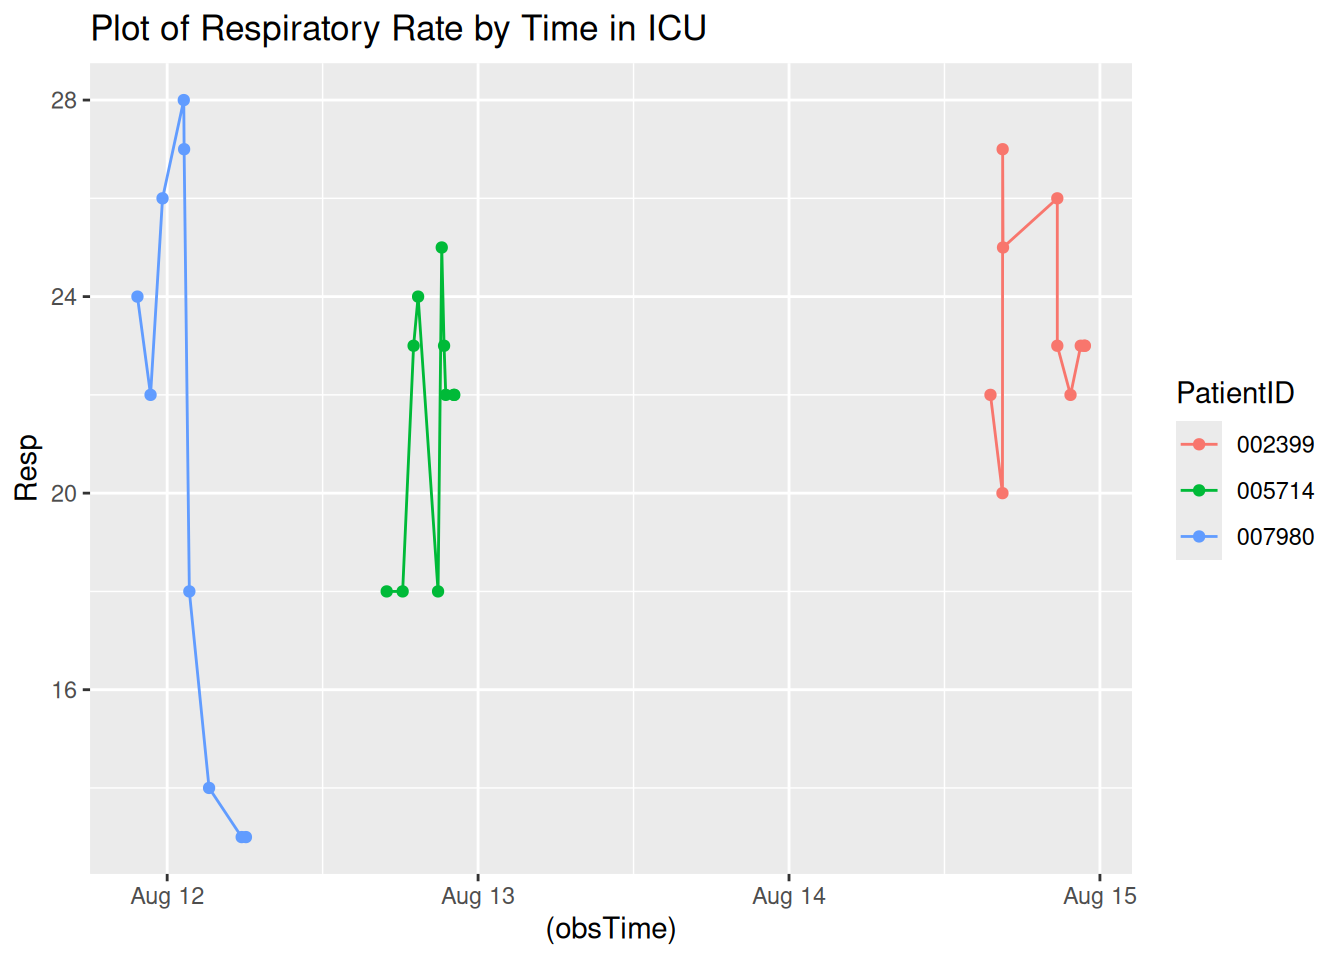 Plot of Respiratory Rate by Time in ICU
28
24
20
16
Resp
Aug 12
Aug 13
Aug 14
Aug 15
(obsTime)
PatientID
002399
005714
007980